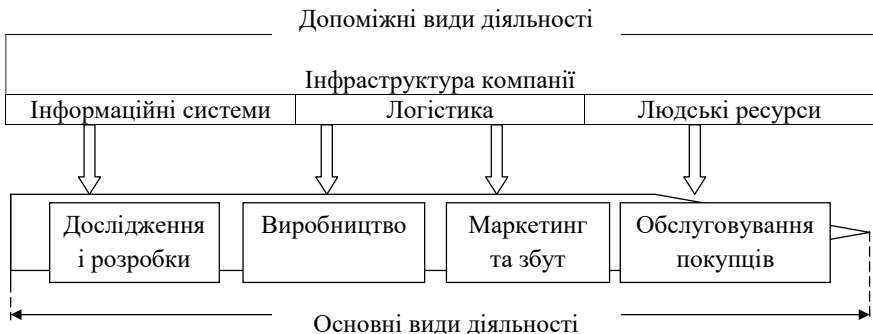 Допоміжні види діяльності
Інфраструктура компанії
Інформаційні системи
Логістика
Людські ресурси
Дослідження
і розробки
Виробництво
Маркетинг
та збут
Обслуговування
покупців
Основні види діяльності